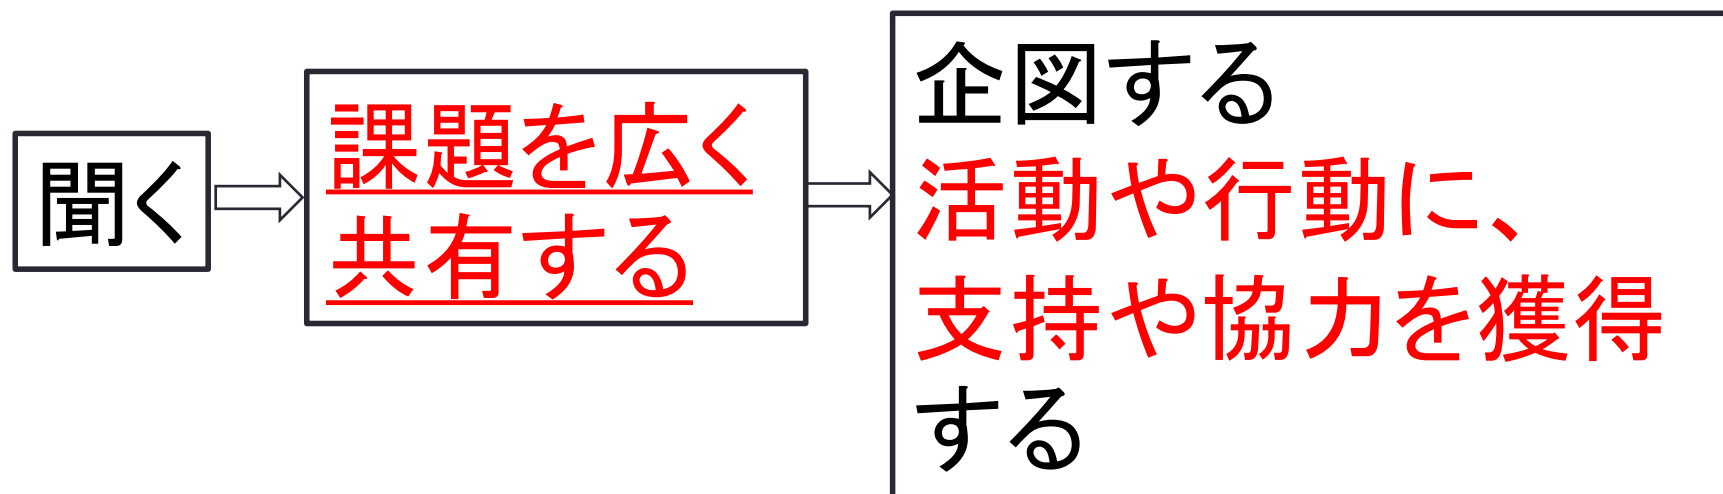 聞く
課題を広く
共有する
企図する
活動や行動に、
支持や協力を獲得
する